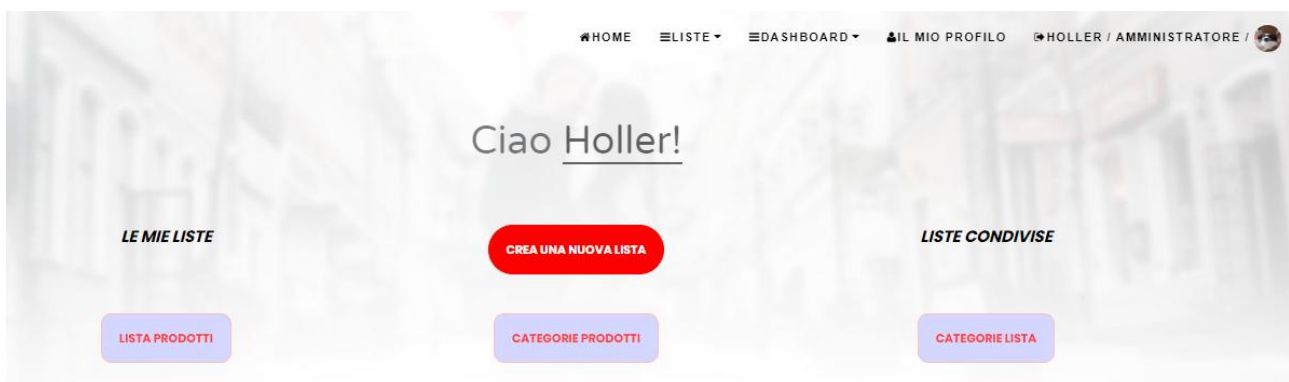 HOME LISTE DASHBOARD IL MIO PROFILO HOLLER / AMMINISTRATORE /
Ciao Holler!
LE MIE LISTE CREA UNA NUOVA LISTA LISTE CONDIVISE
LISTA PRODOTTI CATEGORIE PRODOTTI CATEGORIE LISTA